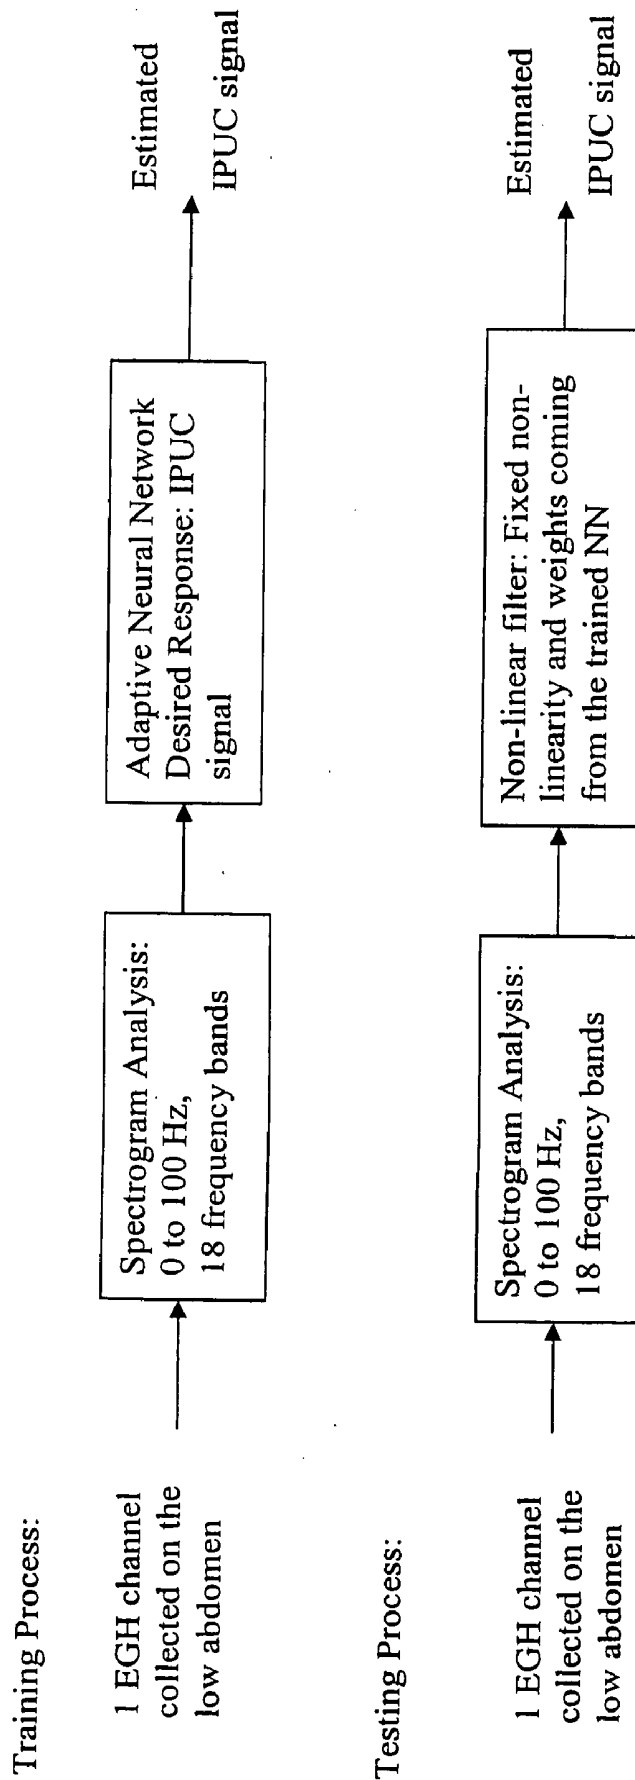 Training Process:
1 EGH channel
collected on the
low abdomen
Spectrogram Analysis:
0 to 100 Hz,
18 frequency bands
Adaptive Neural Network
Desired Response: IPUC
signal
Estimated
IPUC signal
Testing Process:
1 EGH channel
collected on the
low abdomen
Spectrogram Analysis:
0 to 100 Hz,
18 frequency bands
Non-linear filter: Fixed non-
linearity and weights coming
from the trained NN
Estimated
IPUC signal